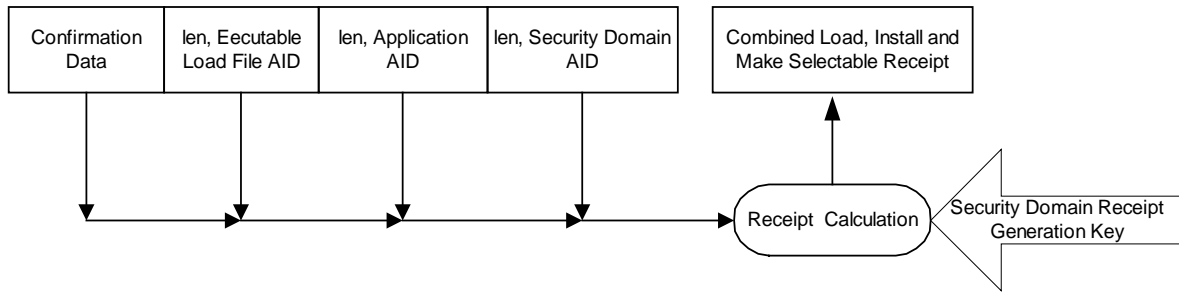 Confirmation
Data
len, Eecutable
Load File AID
len, Application
AID
len, Security Domain
AID
Combined Load, Install and
Make Selectable Receipt
Receipt Calculation
Security Domain Receipt
Generation Key